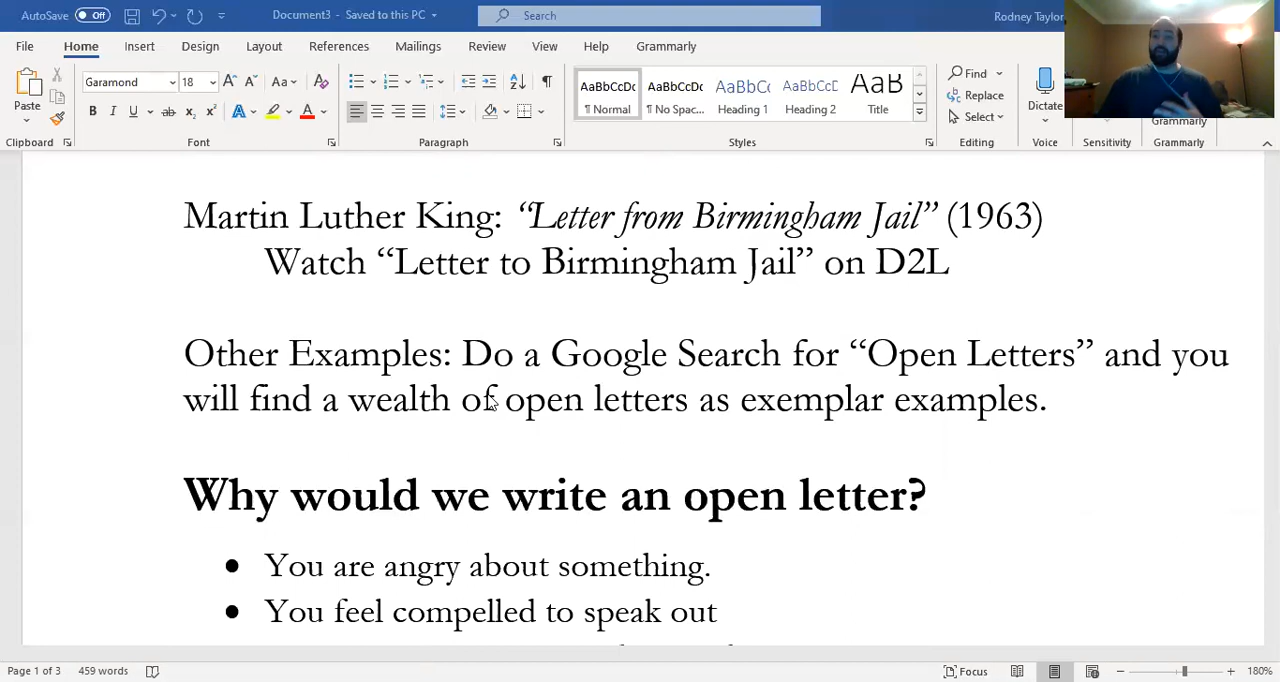 AutoSave Off Document3 - Saved to this PC Search Rodney Taylor
File Home Insert Design Layout References Mailings Review View Help Grammarly
Paste Garamond 18 Aa AaBbCcDc AaBbCcDc AaBbCc AaBbCcD AaB Find Replace Select Dictate
B I U ab x₂ x² A A ¶ Normal ¶ No Spac... Heading 1 Heading 2 Title Grammarly
Clipboard Font Paragraph Styles Editing Voice Sensitivity Grammarly
Martin Luther King: “Letter from Birmingham Jail” (1963)
Watch “Letter to Birmingham Jail” on D2L
Other Examples: Do a Google Search for “Open Letters” and you
will find a wealth of open letters as exemplar examples.
Why would we write an open letter?
• You are angry about something.
• You feel compelled to speak out
Page 1 of 3 459 words Focus 180%